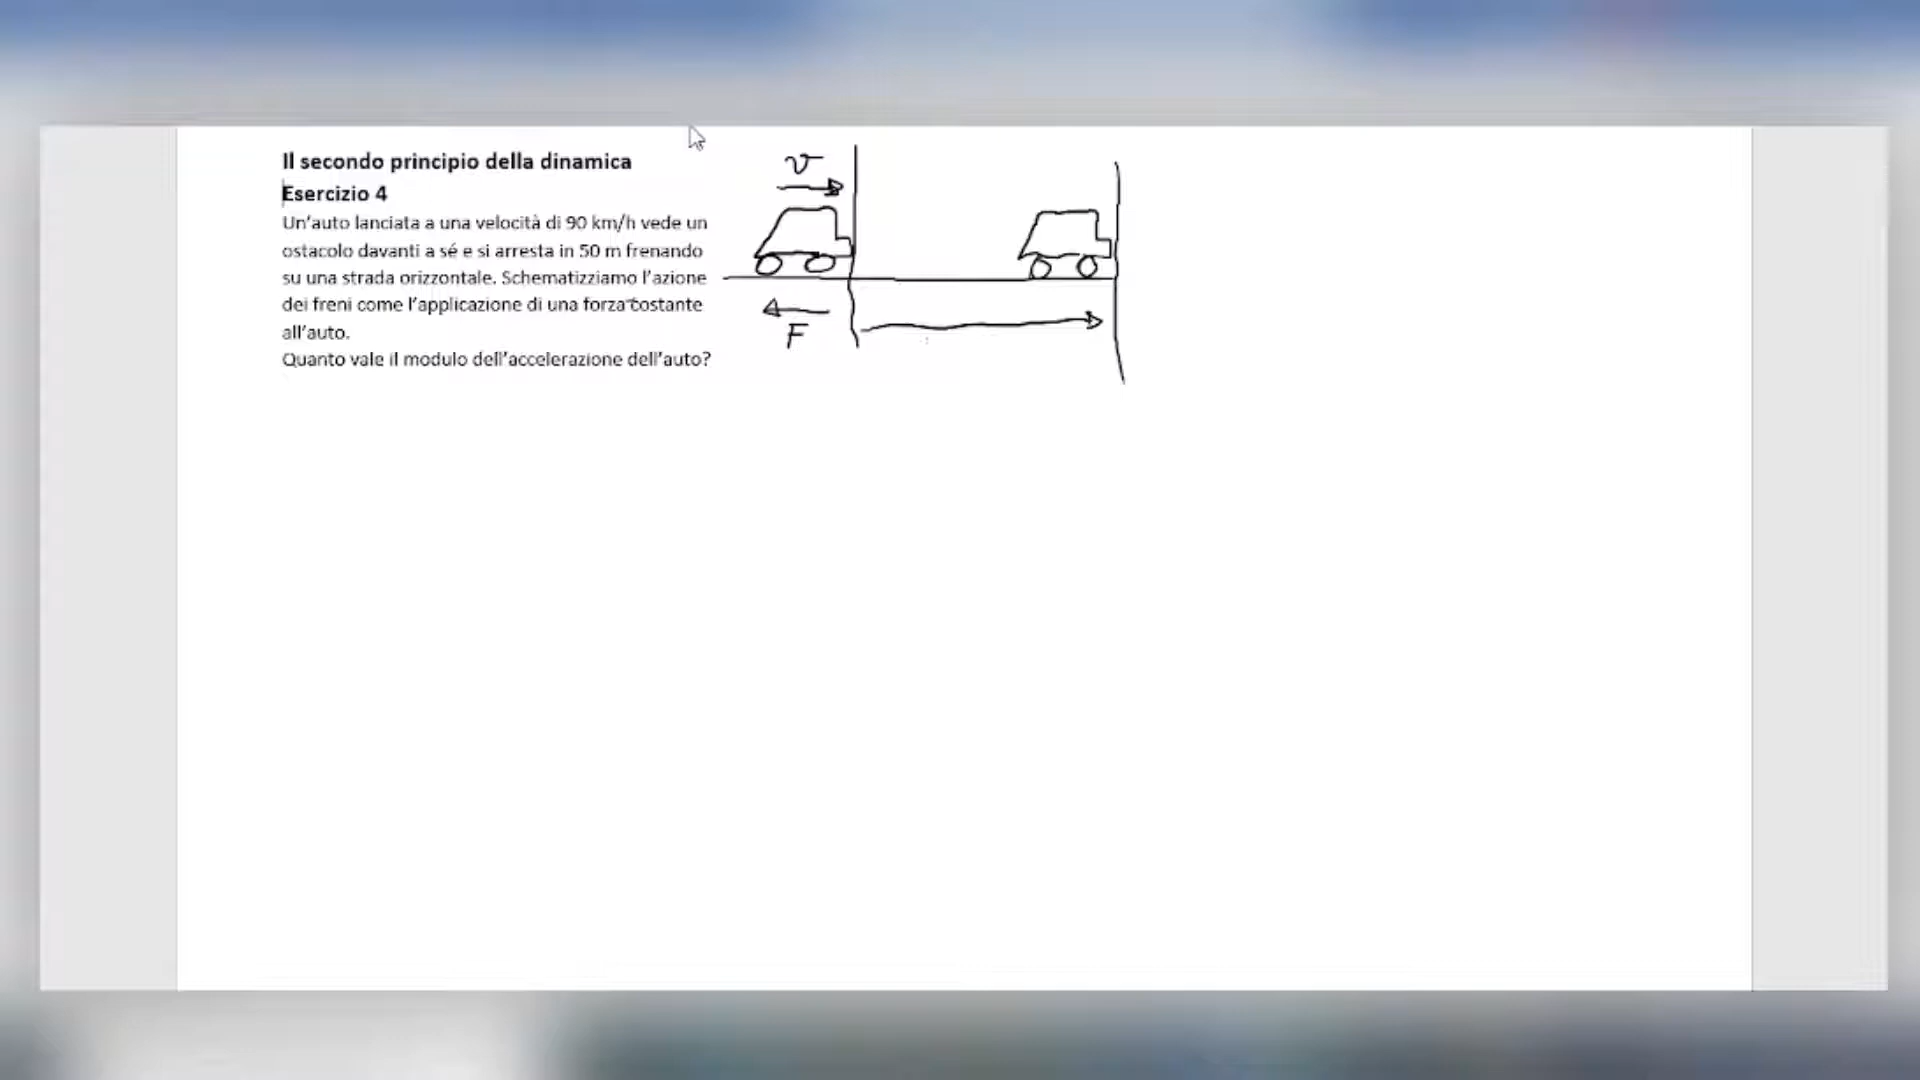 Il secondo principio della dinamica
Esercizio 4
Un'auto lanciata a una velocità di 90 km/h vede un
ostacolo davanti a sé e si arresta in 50 m frenando
su una strada orizzontale. Schematizziamo l'azione
dei freni come l'applicazione di una forza costante
all'auto.
Quanto vale il modulo dell'accelerazione dell'auto?
v
F